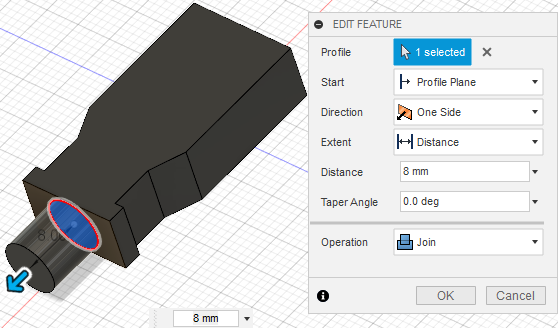 EDIT FEATURE
Profile
1 selected
Start
Profile Plane
Direction
One Side
Extent
Distance
Distance
8 mm
Taper Angle
0.0 deg
Operation
Join
OK
Cancel
8 mm